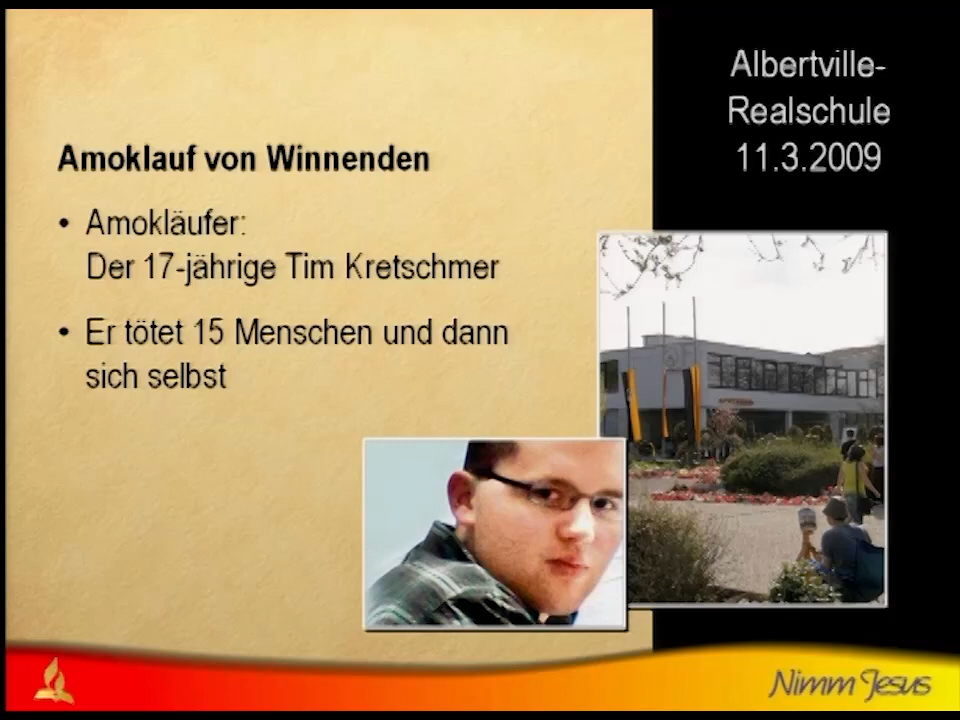 Albertville-
Realschule
11.3.2009
Amoklauf von Winnenden
• Amokläufer:
Der 17-jährige Tim Kretschmer
• Er tötet 15 Menschen und dann
sich selbst
Nimm Jesus